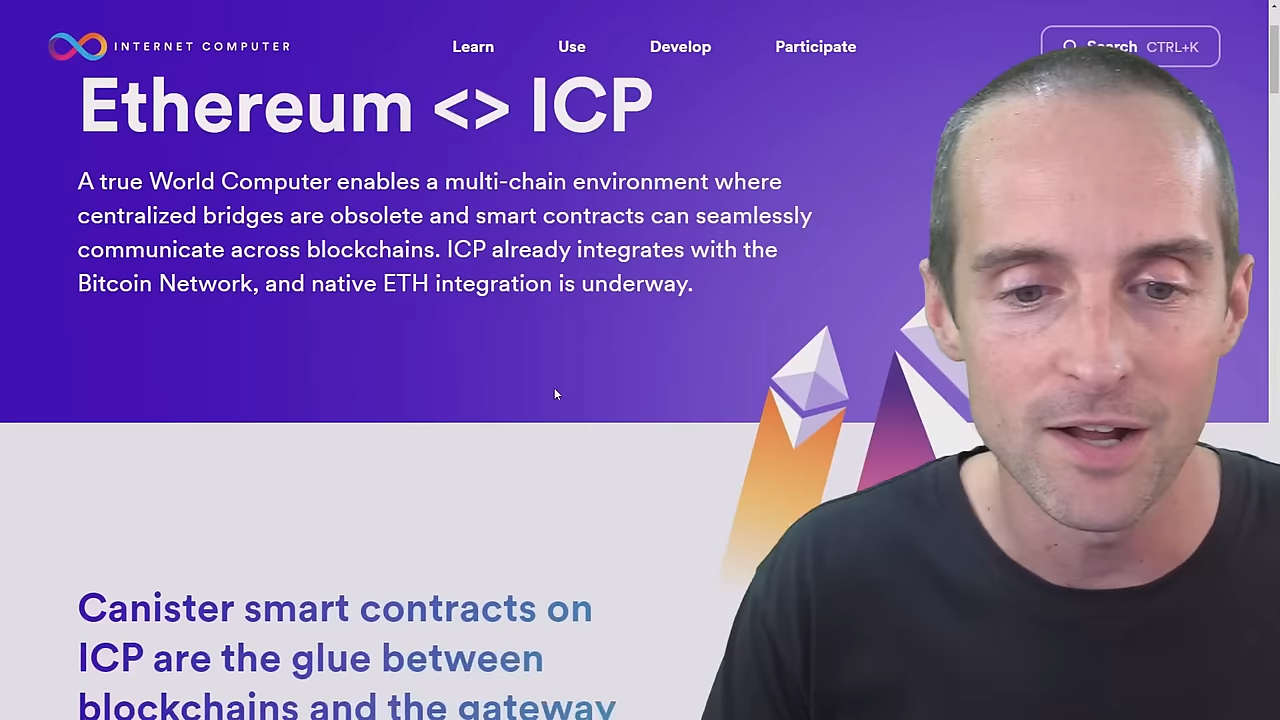 INTERNET COMPUTER
Learn
Use
Develop
Participate
Search CTRL+K
Ethereum <> ICP
A true World Computer enables a multi-chain environment where
centralized bridges are obsolete and smart contracts can seamlessly
communicate across blockchains. ICP already integrates with the
Bitcoin Network, and native ETH integration is underway.
Canister smart contracts on
ICP are the glue between
blockchains and the gateway